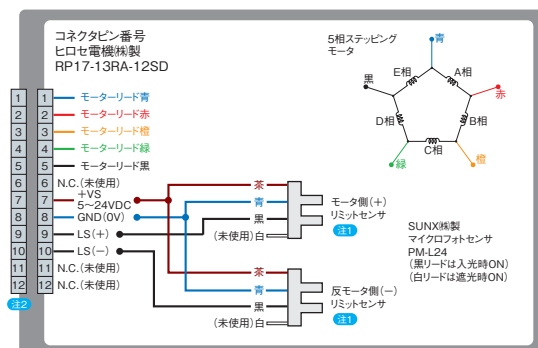 コネクタピン番号
ヒロセ電機㈱製
RP17-13RA-12SD
1 1 モーターリード青
2 2 モーターリード赤
3 3 モーターリード橙
4 4 モーターリード緑
5 5 モーターリード黒
6 6 N.C.(未使用)
7 7 +VS
5〜24VDC
8 8 GND(0V)
9 9 LS(+)
10 10 LS(−)
11 11 N.C.(未使用)
12 12 N.C.(未使用)
注2
茶
青
黒
(未使用)白
モータ側(+)
リミットセンサ
注1
茶
青
黒
(未使用)白
反モータ側(−)
リミットセンサ
注1
5相ステッピング
モータ
青
E相
A相
黒
赤
D相
B相
C相
緑
橙
SUNX㈱製
マイクロフォトセンサ
PM-L24
(黒リードは入光時ON)
(白リードは遮光時ON)